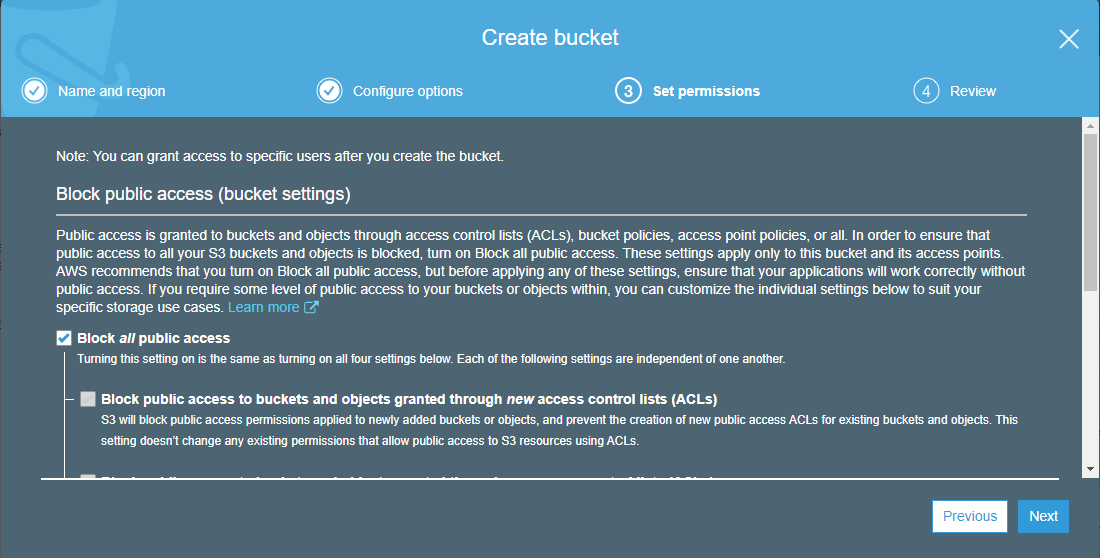 Create bucket
Name and region
Configure options
3 Set permissions
4 Review
Note: You can grant access to specific users after you create the bucket.
Block public access (bucket settings)
Public access is granted to buckets and objects through access control lists (ACLs), bucket policies, access point policies, or all. In order to ensure that
public access to all your S3 buckets and objects is blocked, turn on Block all public access. These settings apply only to this bucket and its access points.
AWS recommends that you turn on Block all public access, but before applying any of these settings, ensure that your applications will work correctly without
public access. If you require some level of public access to your buckets or objects within, you can customize the individual settings below to suit your
specific storage use cases. Learn more
Block all public access
Turning this setting on is the same as turning on all four settings below. Each of the following settings are independent of one another.
Block public access to buckets and objects granted through new access control lists (ACLs)
S3 will block public access permissions applied to newly added buckets or objects, and prevent the creation of new public access ACLs for existing buckets and objects. This
setting doesn't change any existing permissions that allow public access to S3 resources using ACLs.
Previous
Next